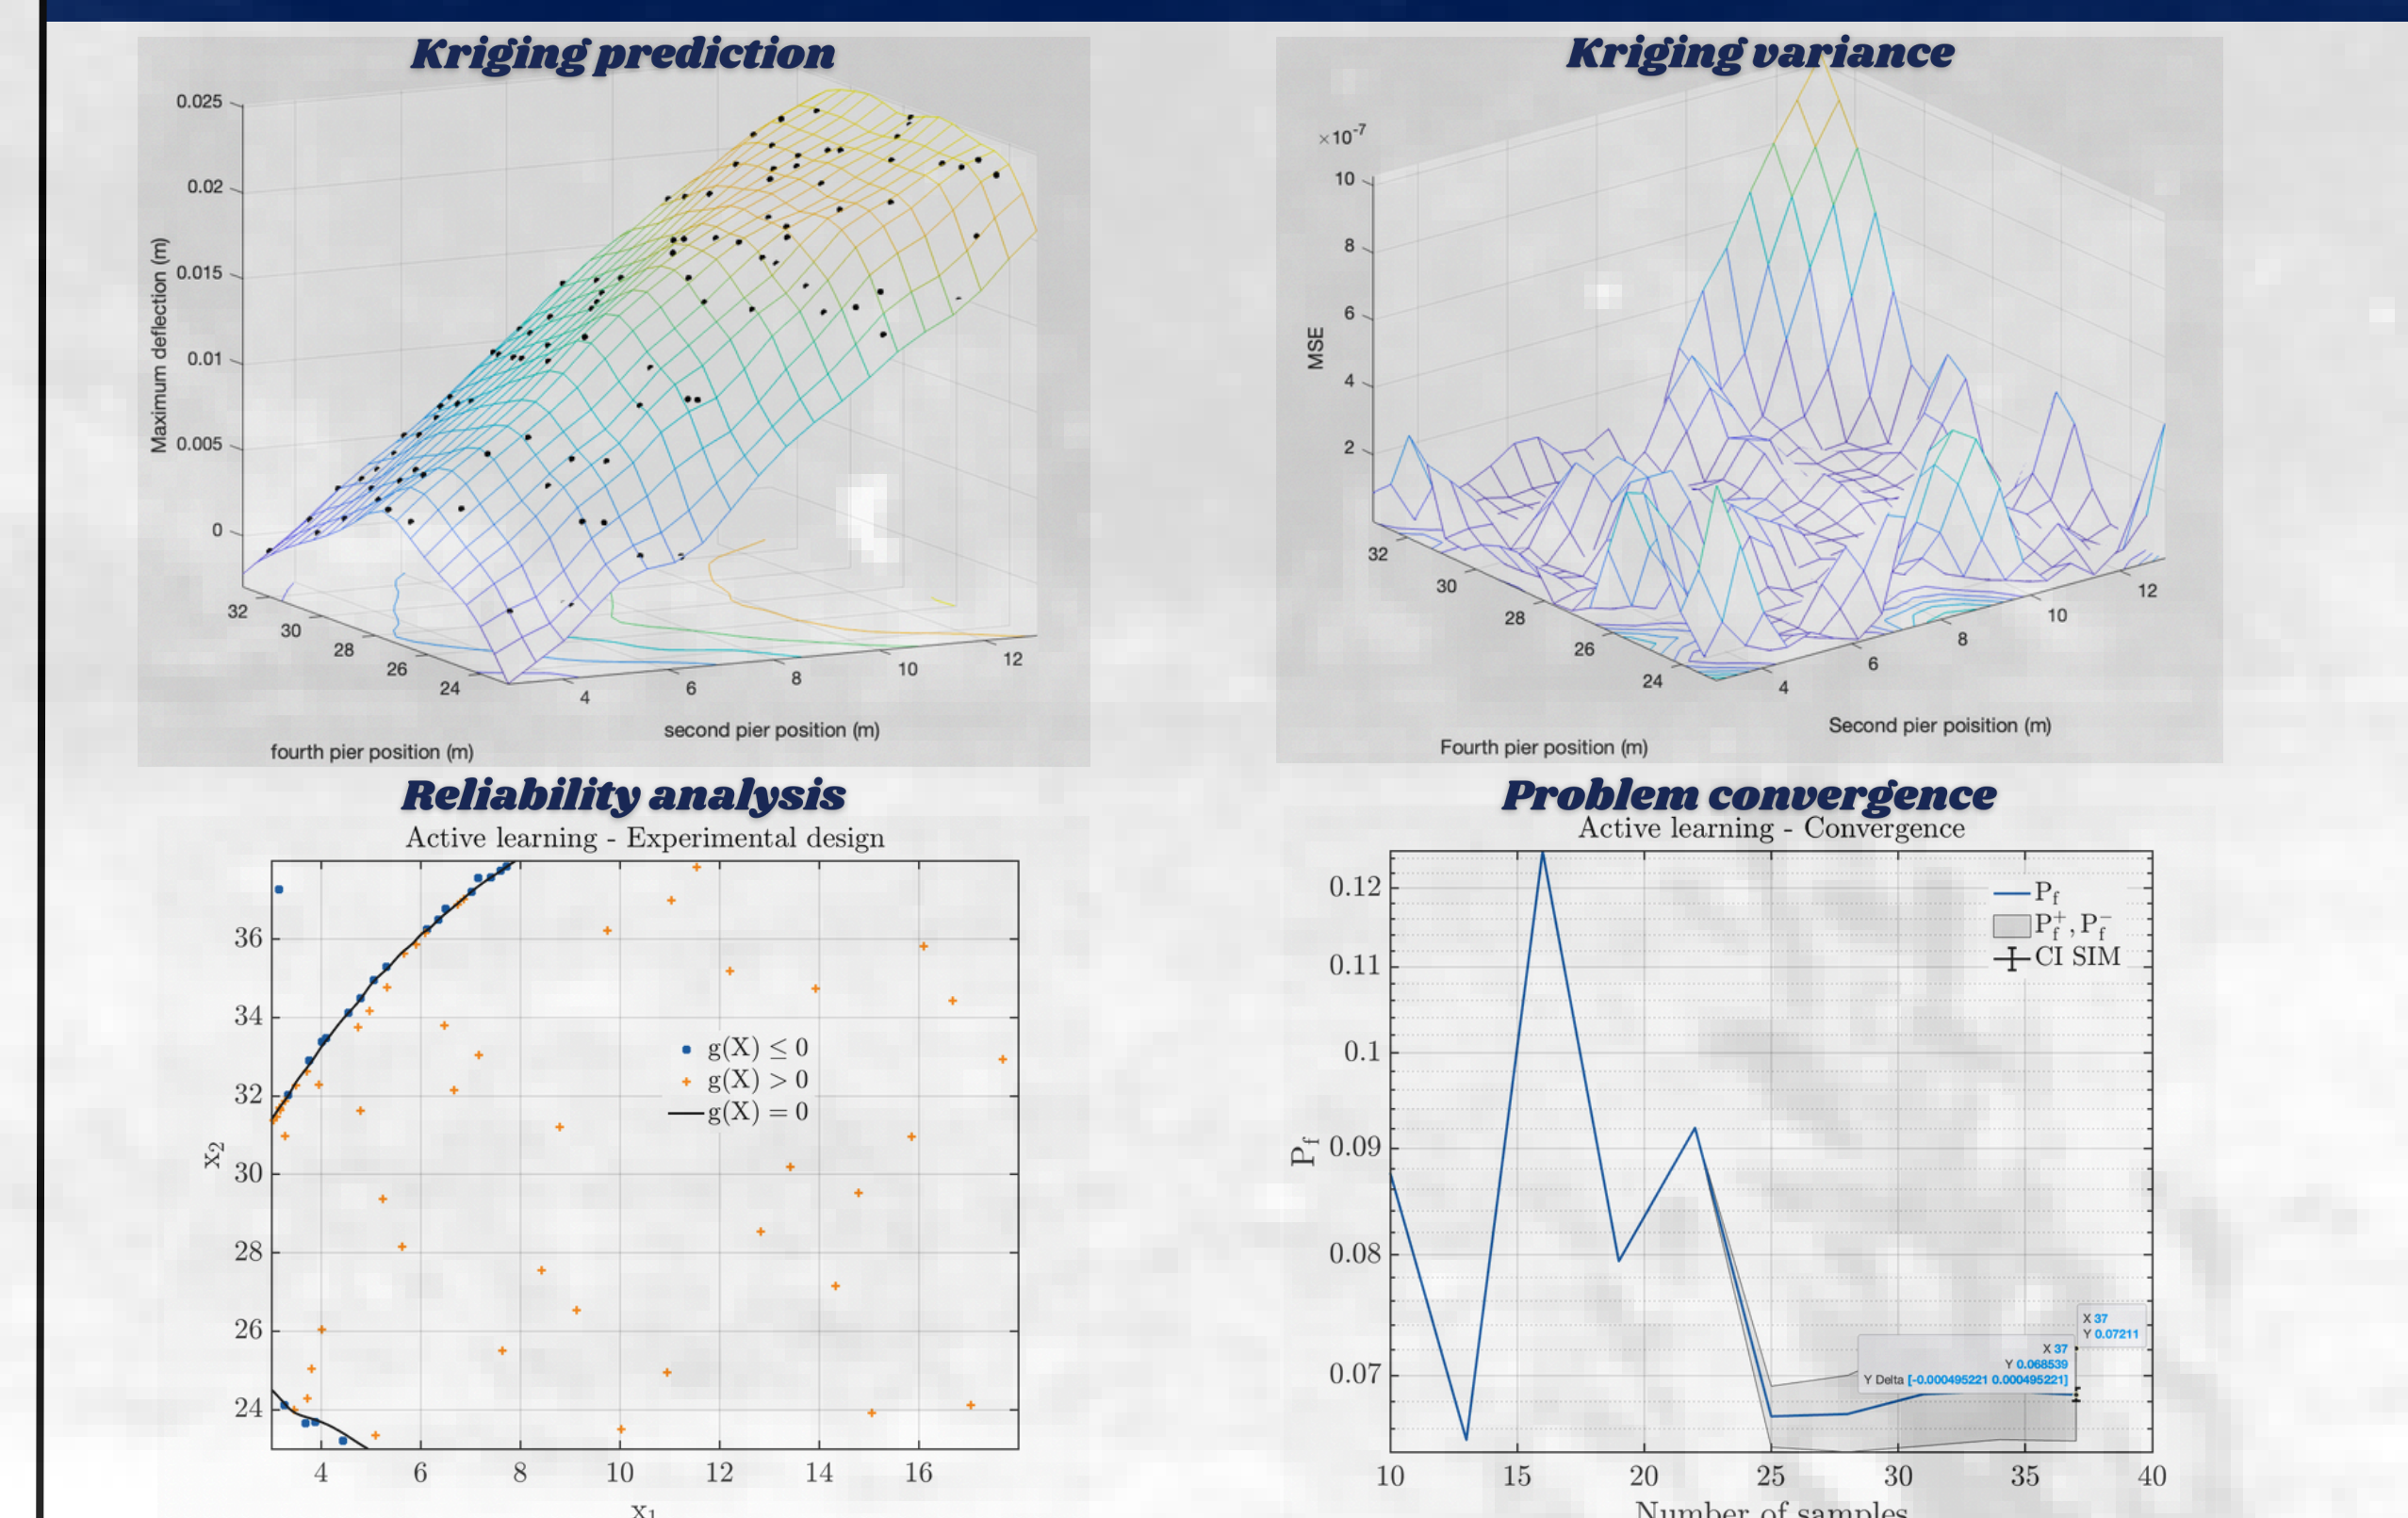 Kriging prediction
0.025
0.02
0.015
0.01
0.005
0
Maximum deflection (m)
32
30
28
26
24
4
6
8
10
12
second pier position (m)
fourth pier position (m)
Kriging variance
×10-7
10
8
6
4
2
MSE
32
30
28
26
24
4
6
8
10
12
Second pier poisition (m)
Fourth pier position (m)
Reliability analysis
Active learning - Experimental design
36
34
32
30
28
26
24
x2
g(X) ≤ 0
g(X) > 0
g(X) = 0
4
6
8
10
12
14
16
x1
Problem convergence
Active learning - Convergence
0.12
0.11
0.1
0.09
0.08
0.07
Pf
Pf
Pf+, Pf-
CI SIM
X 37
Y 0.07211
X 37
Y 0.068539
Y Delta [-0.000495221 0.000495221]
10
15
20
25
30
35
40
Number of samples